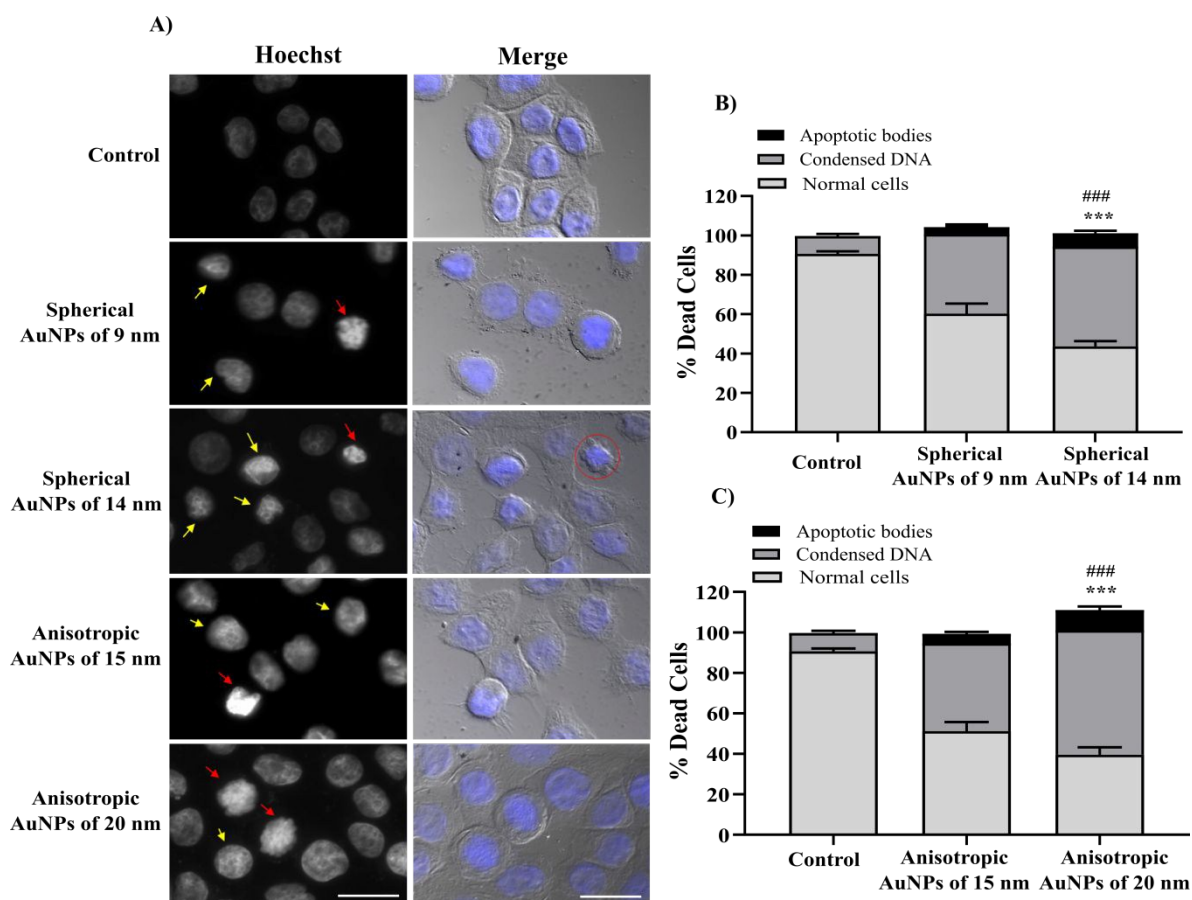 A)
Hoechst
Merge
Control
Spherical
AuNPs of 9 nm
Spherical
AuNPs of 14 nm
Anisotropic
AuNPs of 15 nm
Anisotropic
AuNPs of 20 nm
B)
Apoptotic bodies
Condensed DNA
Normal cells
% Dead Cells
120
100
80
60
40
20
0
###
***
Control
Spherical
AuNPs of 9 nm
Spherical
AuNPs of 14 nm
C)
Apoptotic bodies
Condensed DNA
Normal cells
% Dead Cells
120
100
80
60
40
20
0
###
***
Control
Anisotropic
AuNPs of 15 nm
Anisotropic
AuNPs of 20 nm